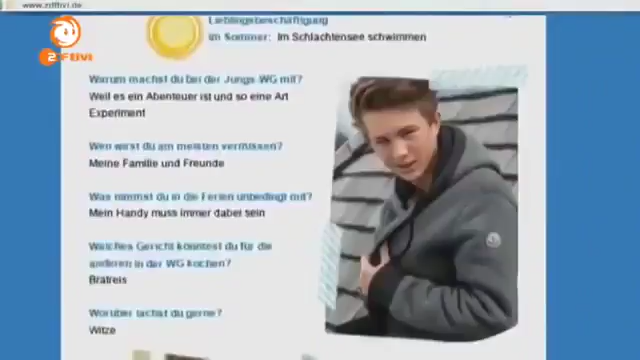 www.zdftivi.de
Lieblingsbeschäftigung
im Sommer: Im Schlachtensee schwimmen
ZDFtivi
Warum machst du bei der Jungs-WG mit?
Weil es ein Abenteuer ist und so eine Art
Experiment
Wen wirst du am meisten vermissen?
Meine Familie und Freunde
Was nimmst du in die Ferien unbedingt mit?
Mein Handy muss immer dabei sein
Welches Gericht könntest du für die
anderen in der WG kochen?
Bratreis
Worüber lachst du gerne?
Witze